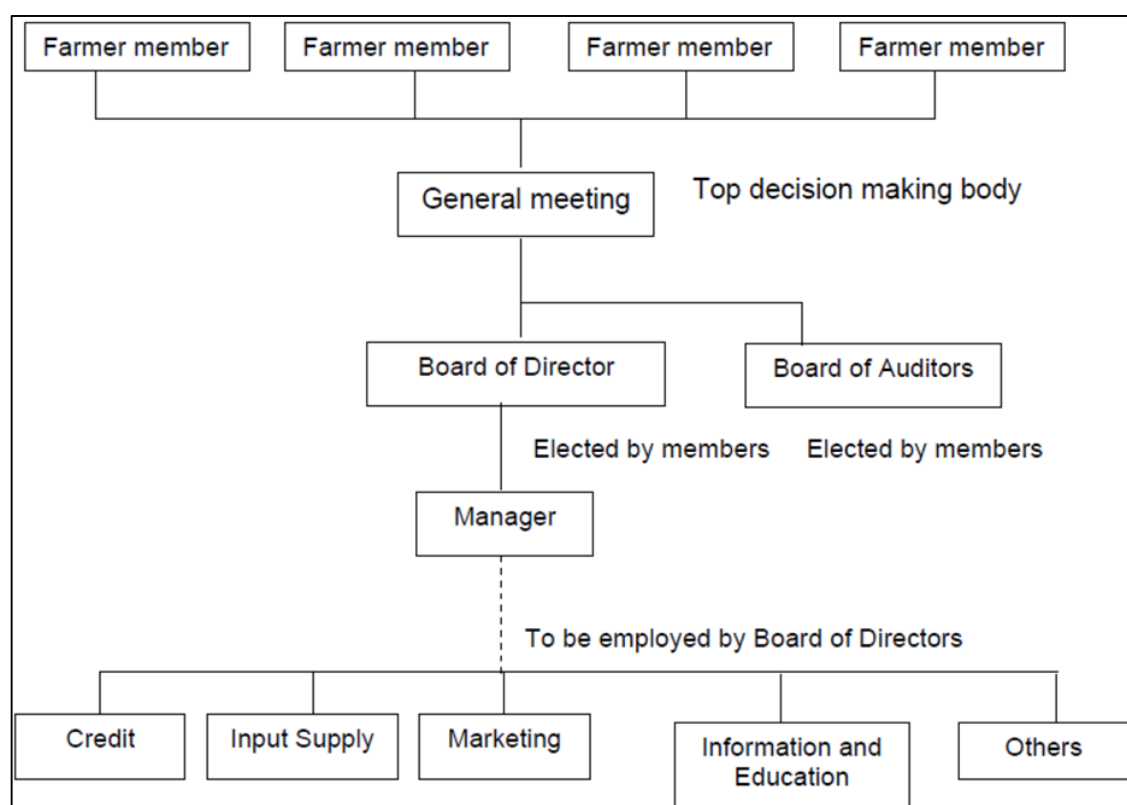 Farmer member
Farmer member
Farmer member
Farmer member
General meeting
Top decision making body
Board of Director
Board of Auditors
Elected by members
Elected by members
Manager
To be employed by Board of Directors
Credit
Input Supply
Marketing
Information and
Education
Others